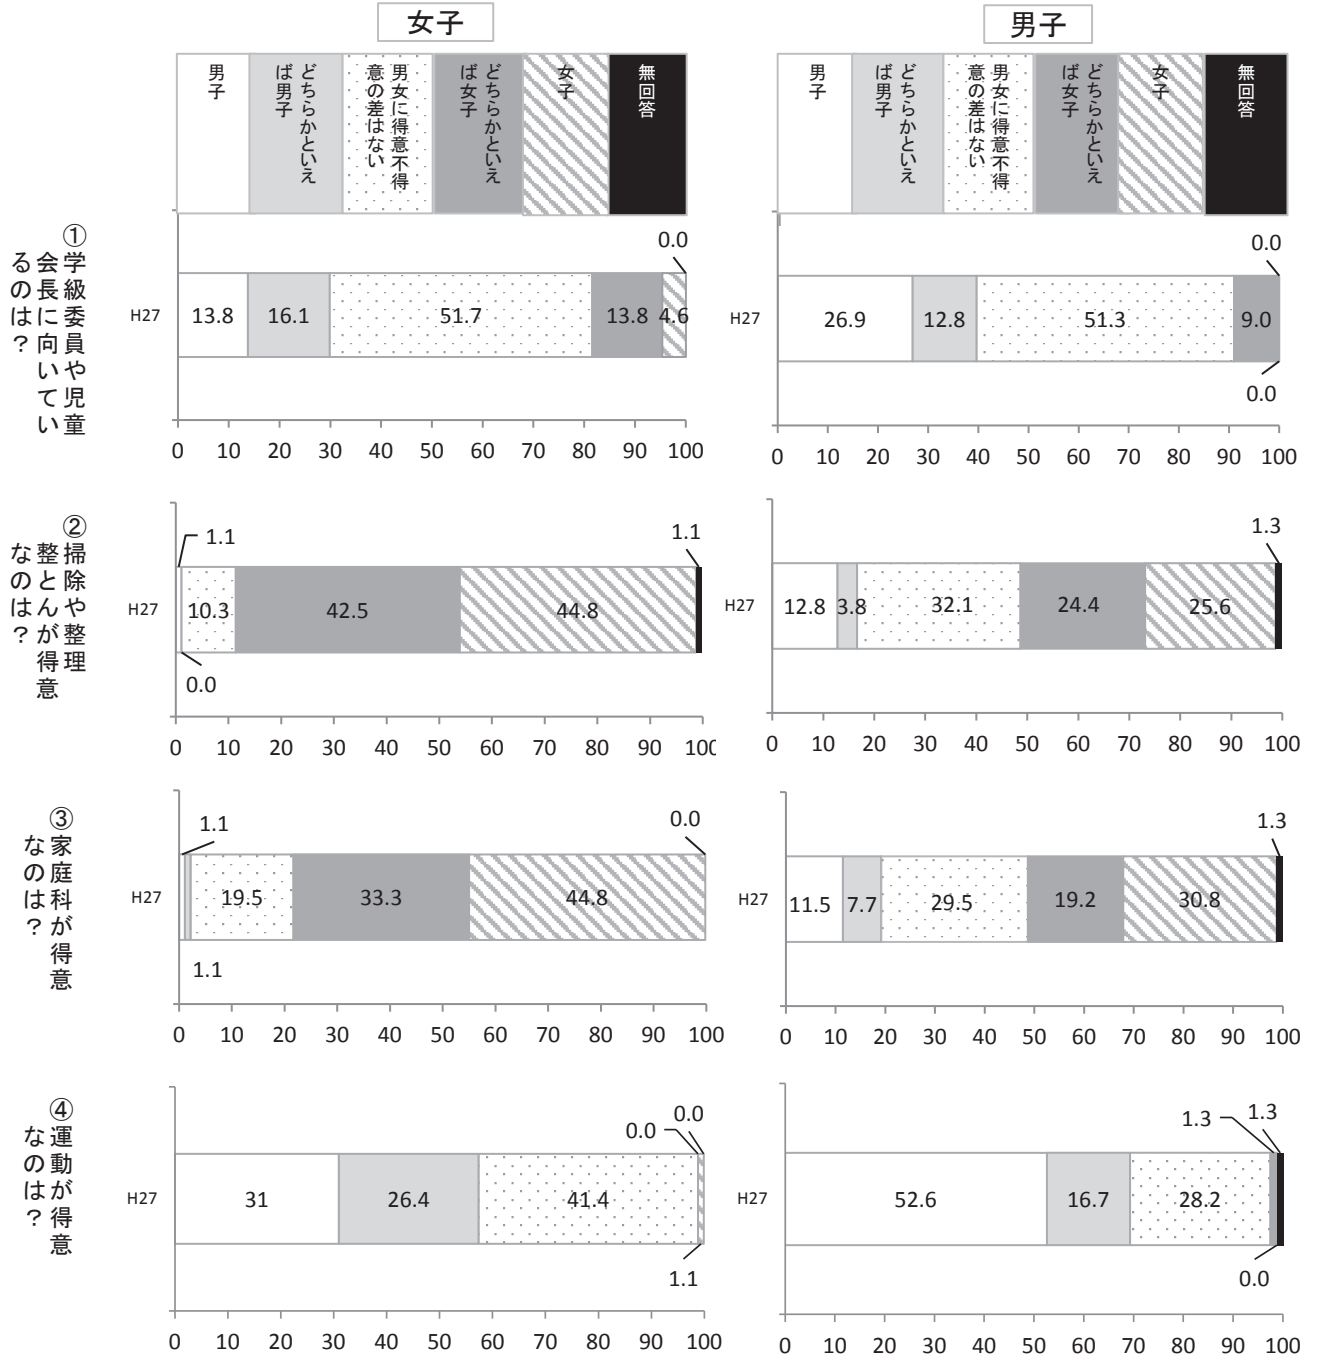 女子
男子
男子
どちらかといえ
ば男子
男女に得意不得
意の差はない
どちらかといえ
ば女子
女子
無回答
男子
どちらかといえ
ば男子
男女に得意不得
意の差はない
どちらかといえ
ば女子
女子
無回答
①学級委員や児童
会長に向いてい
るのは？
H27
13.8
16.1
51.7
13.8
4.6
0.0
0 10 20 30 40 50 60 70 80 90 100
H27
26.9
12.8
51.3
9.0
0.0
0.0
0 10 20 30 40 50 60 70 80 90 100
②掃除や整理
整とんが得意
なのは？
H27
1.1
0.0
10.3
42.5
44.8
1.1
0 10 20 30 40 50 60 70 80 90 100
H27
12.8
3.8
32.1
24.4
25.6
1.3
0 10 20 30 40 50 60 70 80 90 100
③家庭科が得意
なのは？
H27
1.1
1.1
19.5
33.3
44.8
0.0
0 10 20 30 40 50 60 70 80 90 100
H27
11.5
7.7
29.5
19.2
30.8
1.3
0 10 20 30 40 50 60 70 80 90 100
④運動が得意
なのは？
H27
31
26.4
41.4
0.0
0.0
1.1
0 10 20 30 40 50 60 70 80 90 100
H27
52.6
16.7
28.2
1.3
1.3
0.0
0 10 20 30 40 50 60 70 80 90 100